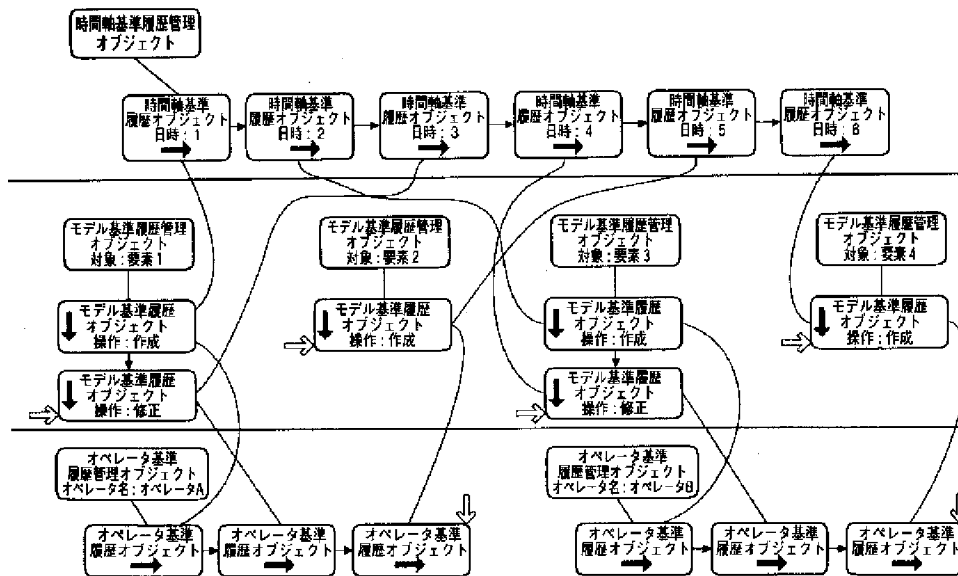 時間軸基準履歴管理
オブジェクト
時間軸基準
履歴オブジェクト
日時：1
時間軸基準
履歴オブジェクト
日時：2
時間軸基準
履歴オブジェクト
日時：3
時間軸基準
履歴オブジェクト
日時：4
時間軸基準
履歴オブジェクト
日時：5
時間軸基準
履歴オブジェクト
日時：6
モデル基準履歴管理
オブジェクト
対象：要素1
モデル基準履歴管理
オブジェクト
対象：要素2
モデル基準履歴管理
オブジェクト
対象：要素3
モデル基準履歴管理
オブジェクト
対象：要素4
モデル基準履歴
オブジェクト
操作：作成
モデル基準履歴
オブジェクト
操作：作成
モデル基準履歴
オブジェクト
操作：作成
モデル基準履歴
オブジェクト
操作：作成
モデル基準履歴
オブジェクト
操作：修正
モデル基準履歴
オブジェクト
操作：修正
オペレータ基準
履歴管理オブジェクト
オペレータ名：オペレータA
オペレータ基準
履歴管理オブジェクト
オペレータ名：オペレータB
オペレータ基準
履歴オブジェクト
オペレータ基準
履歴オブジェクト
オペレータ基準
履歴オブジェクト
オペレータ基準
履歴オブジェクト
オペレータ基準
履歴オブジェクト
オペレータ基準
履歴オブジェクト